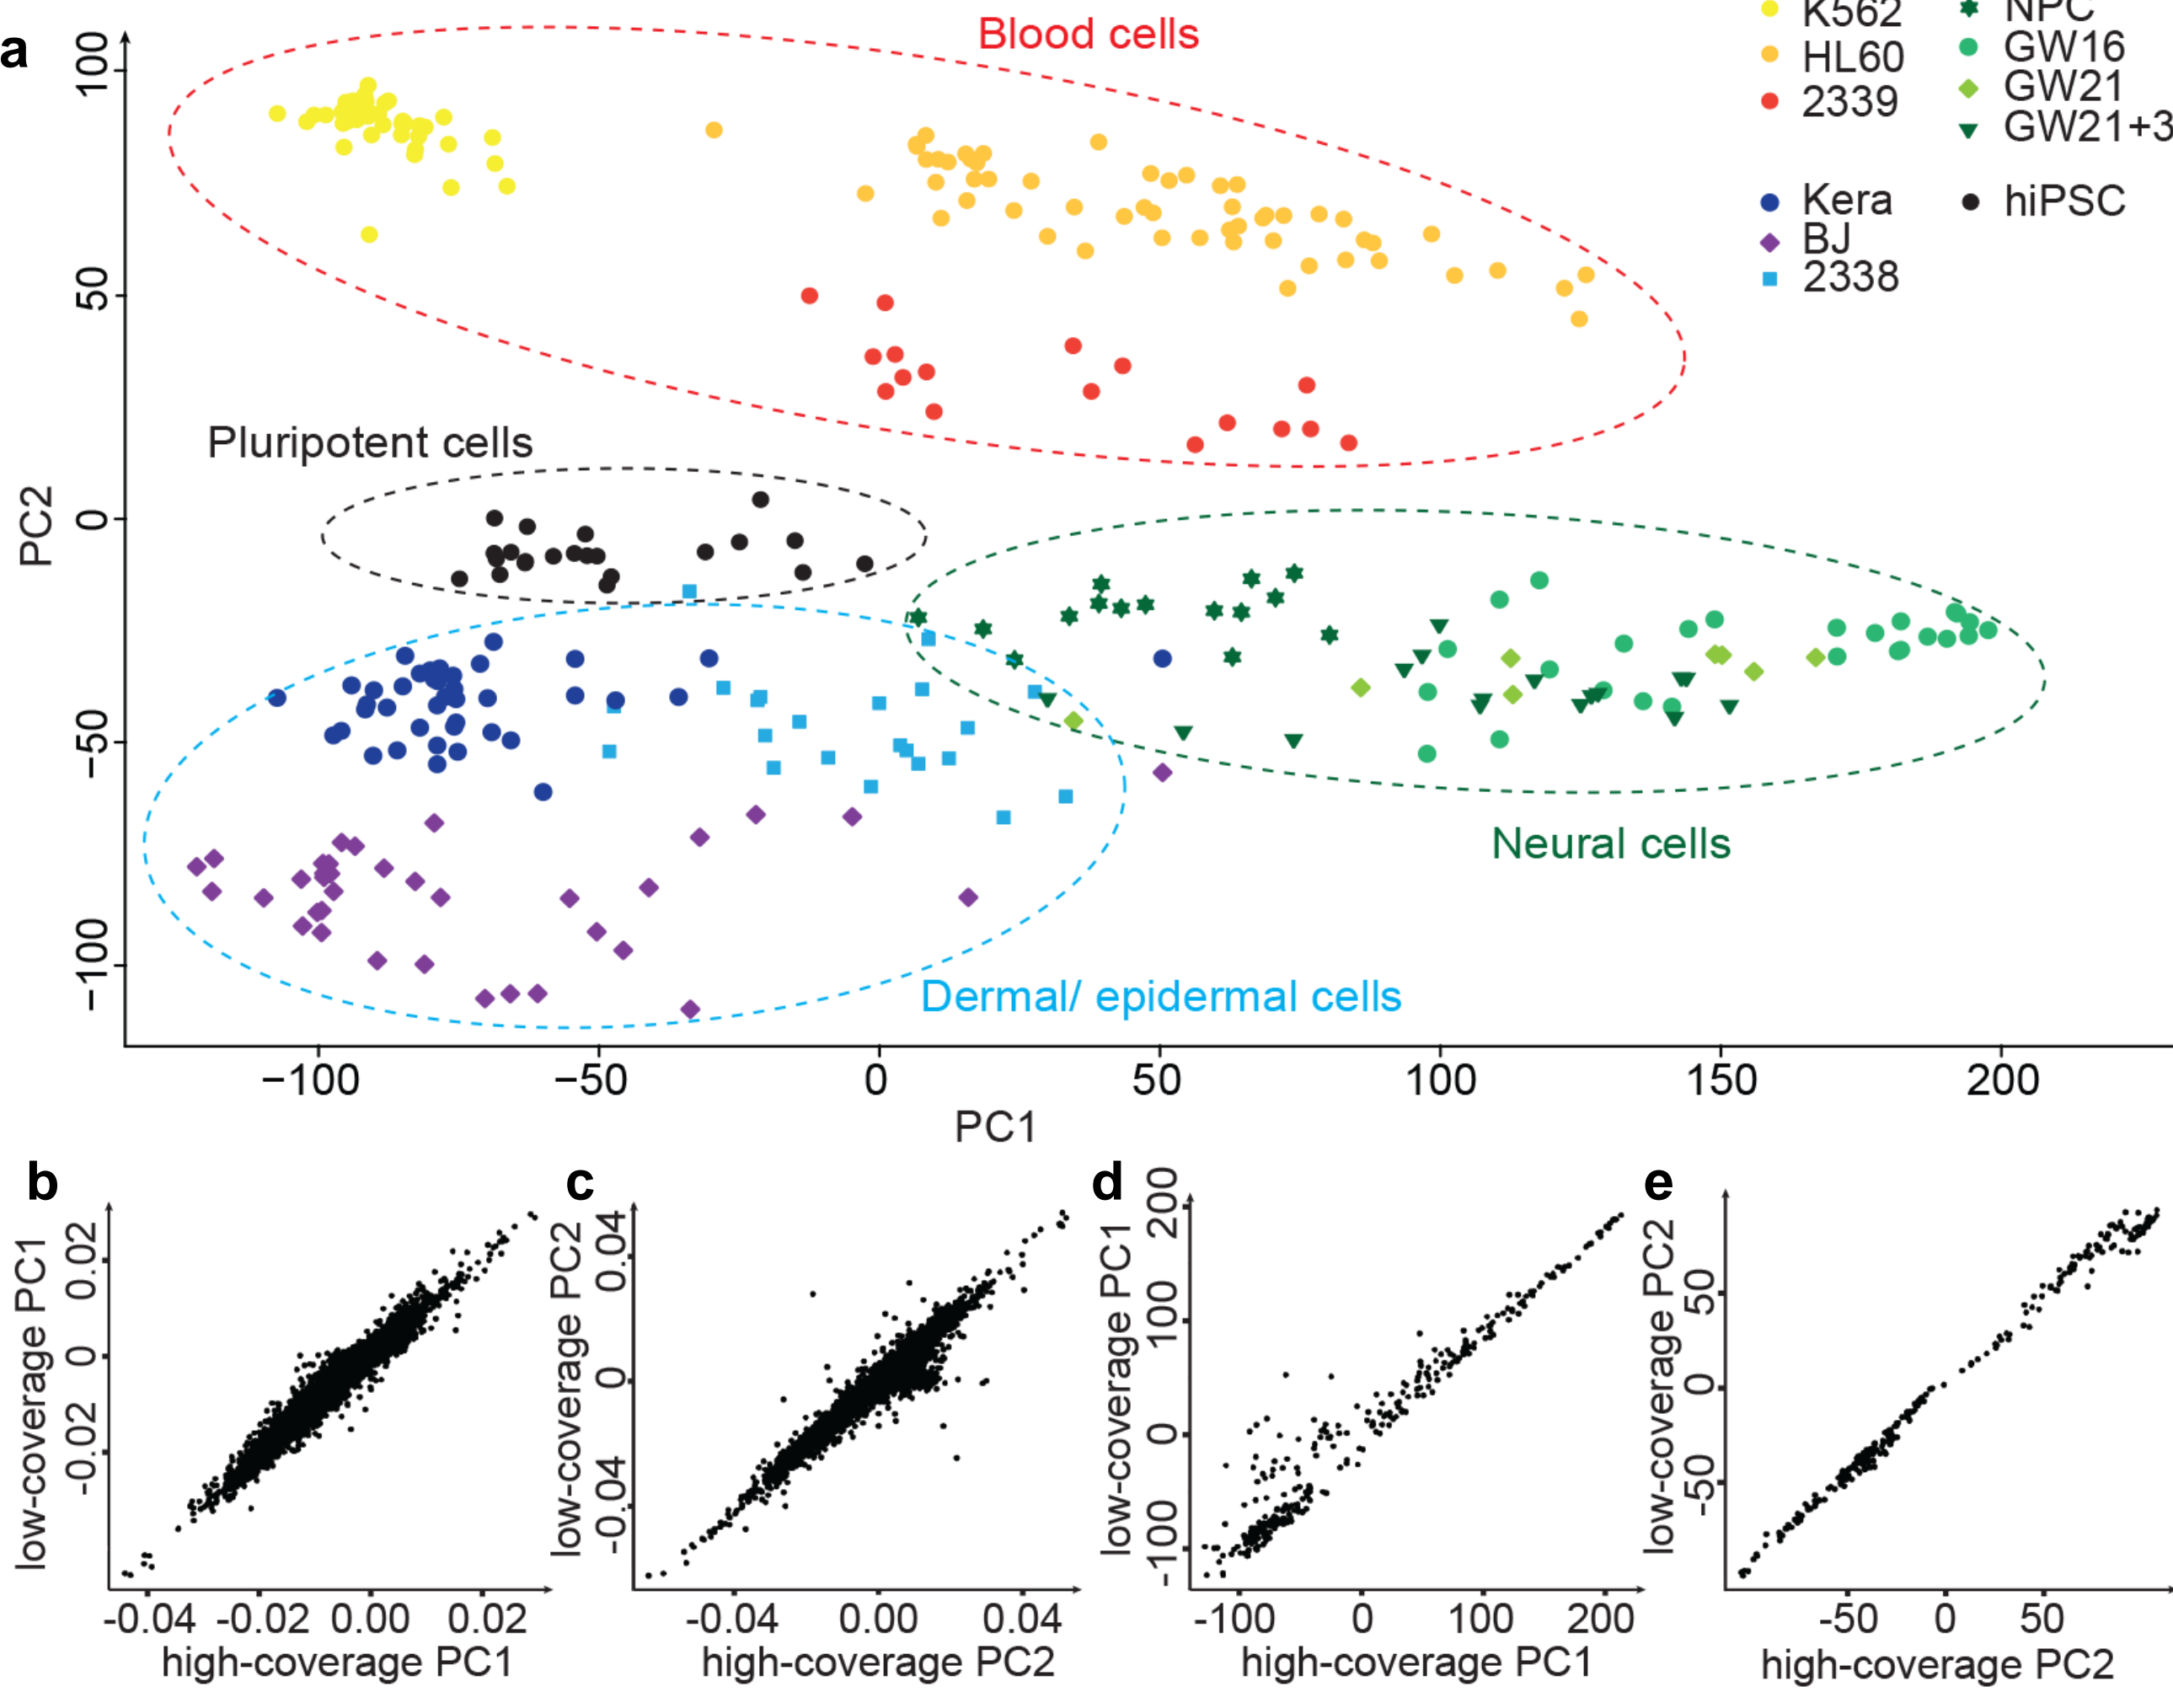 a
Blood cells
K562
HL60
2339
NPC
GW16
GW21
GW21+3
Kera
BJ
2338
hiPSC
100
50
0
−50
−100
PC2
Pluripotent cells
Neural cells
Dermal/ epidermal cells
−100 −50 0 50 100 150 200
PC1
b
low-coverage PC1
0.02
0
-0.02
-0.04 -0.02 0.00 0.02
high-coverage PC1
c
low-coverage PC2
0.04
0
-0.04
-0.04 0.00 0.04
high-coverage PC2
d
low-coverage PC1
200
100
0
-100
-100 0 100 200
high-coverage PC1
e
low-coverage PC2
50
0
-50
-50 0 50
high-coverage PC2